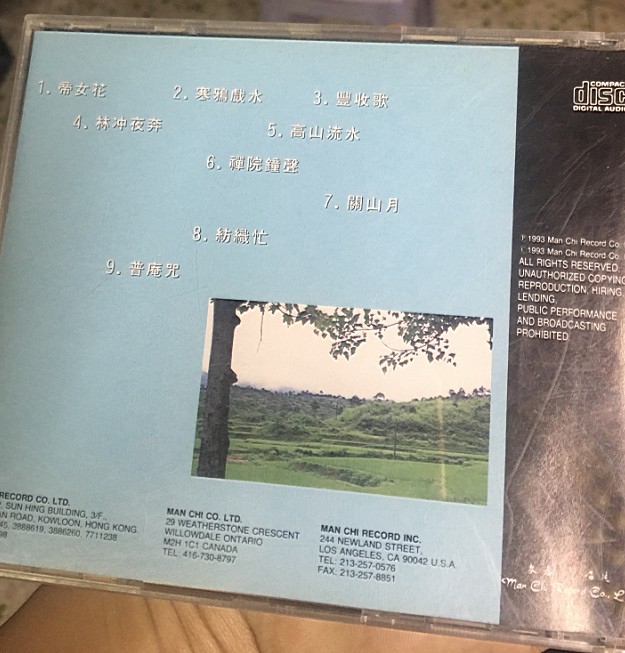 1. 帝女花 2. 寒鴉戲水 3. 豐收歌
4. 林冲夜奔 5. 高山流水
6. 禪院鐘聲
7. 關山月
8. 紡織忙
9. 普庵咒
COMPACT
disc
DIGITAL AUDIO
℗ 1993 Man Chi Record Co.
1993 Man Chi Record Co.
ALL RIGHTS RESERVED.
UNAUTHORIZED COPYING
REPRODUCTION, HIRING
LENDING,
PUBLIC PERFORMANCE
AND BROADCASTING
PROHIBITED
RECORD CO. LTD.
SUN HING BUILDING, 3/F.,
ROAD, KOWLOON, HONG KONG.
3888619, 3886260, 7711238
MAN CHI CO. LTD.
29 WEATHERSTONE CRESCENT
WILLOWDALE ONTARIO
M2H 1C1 CANADA
TEL: 416-730-8797
MAN CHI RECORD INC.
244 NEWLAND STREET,
LOS ANGELES, CA 90042 U.S.A.
TEL: 213-257-0576
FAX: 213-257-8851
Man Chi Record Co., L